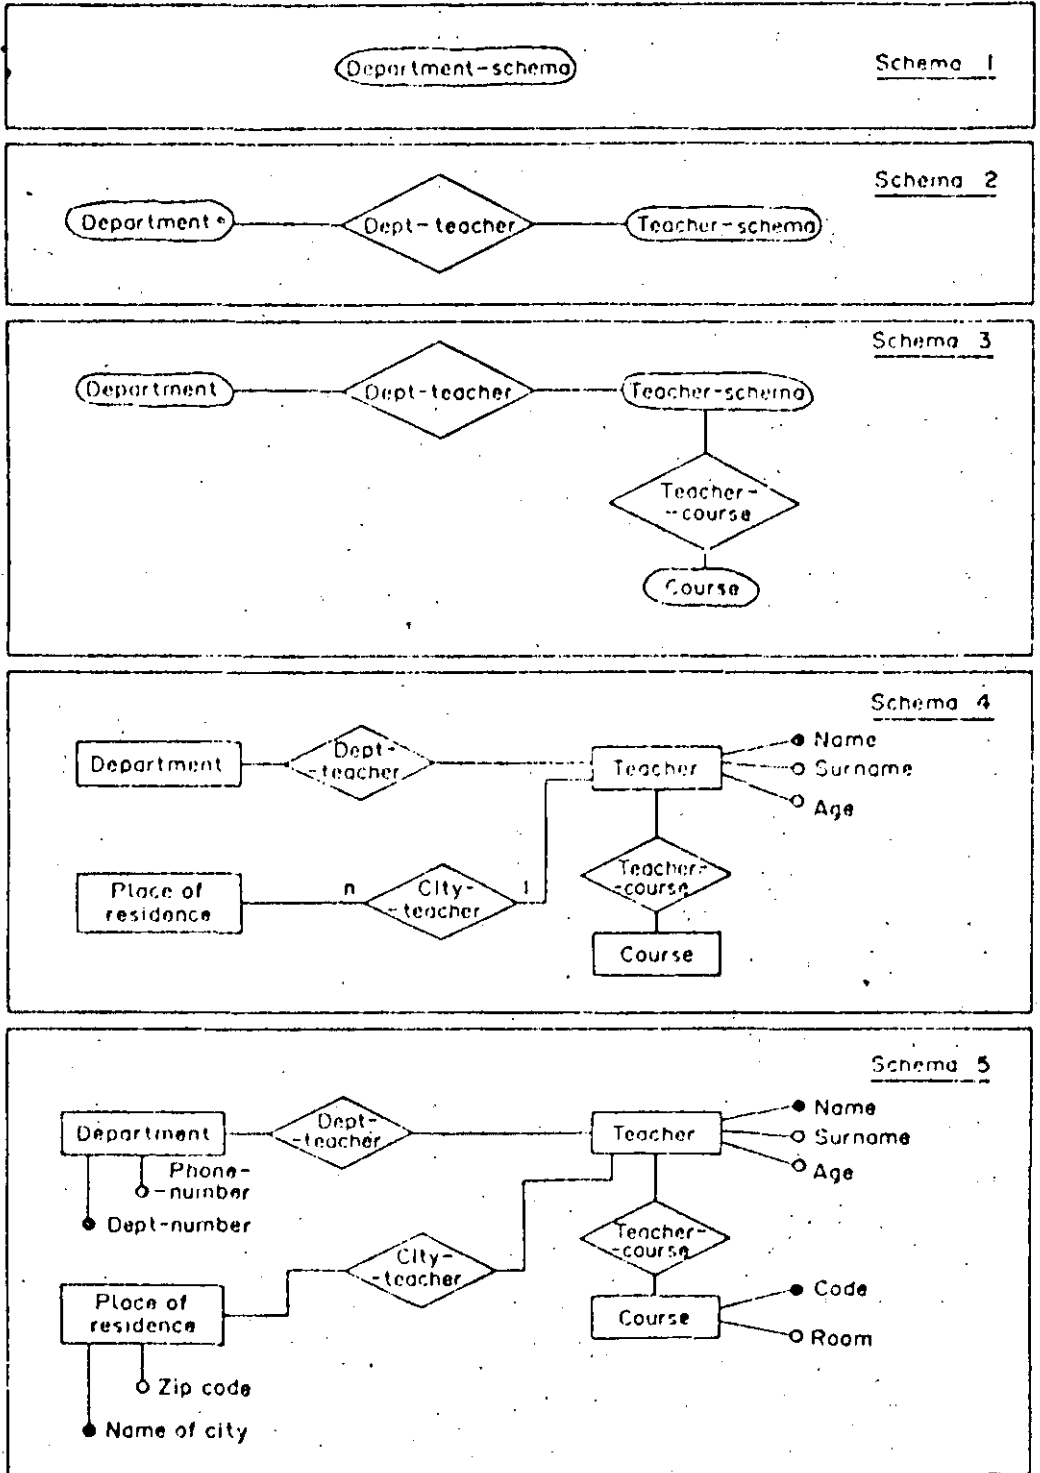 Department-schema
Schema 1
Schema 2
Department
Dept-teacher
Teacher-schema
Schema 3
Department
Dept-teacher
Teacher-schema
Teacher-
-course
Course
Schema 4
Department
Dept-
-teacher
Teacher
Name
Surname
Age
Place of
residence
n
City-
-teacher
1
Teacher-
-course
Course
Schema 5
Department
Dept-
-teacher
Teacher
Name
Surname
Age
Phone-
-number
Dept-number
City-
-teacher
Teacher-
-course
Place of
residence
Course
Code
Room
Zip code
Name of city